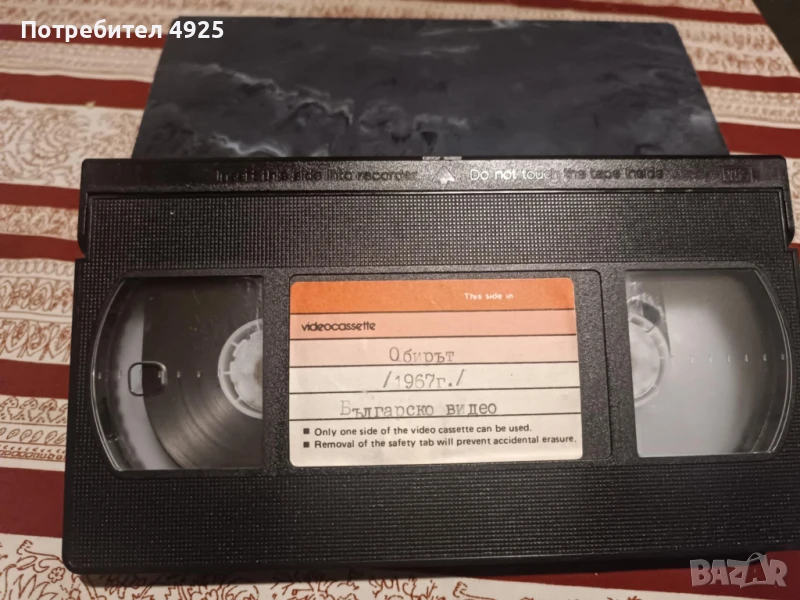 Потребител 4925
Insert this side into recorder. Do not touch the tape inside
This side in
videocassette
Обирът
/1967г./
Българско видео
■ Only one side of the video cassette can be used.
■ Removal of the safety tab will prevent accidental erasure.
BAZAR